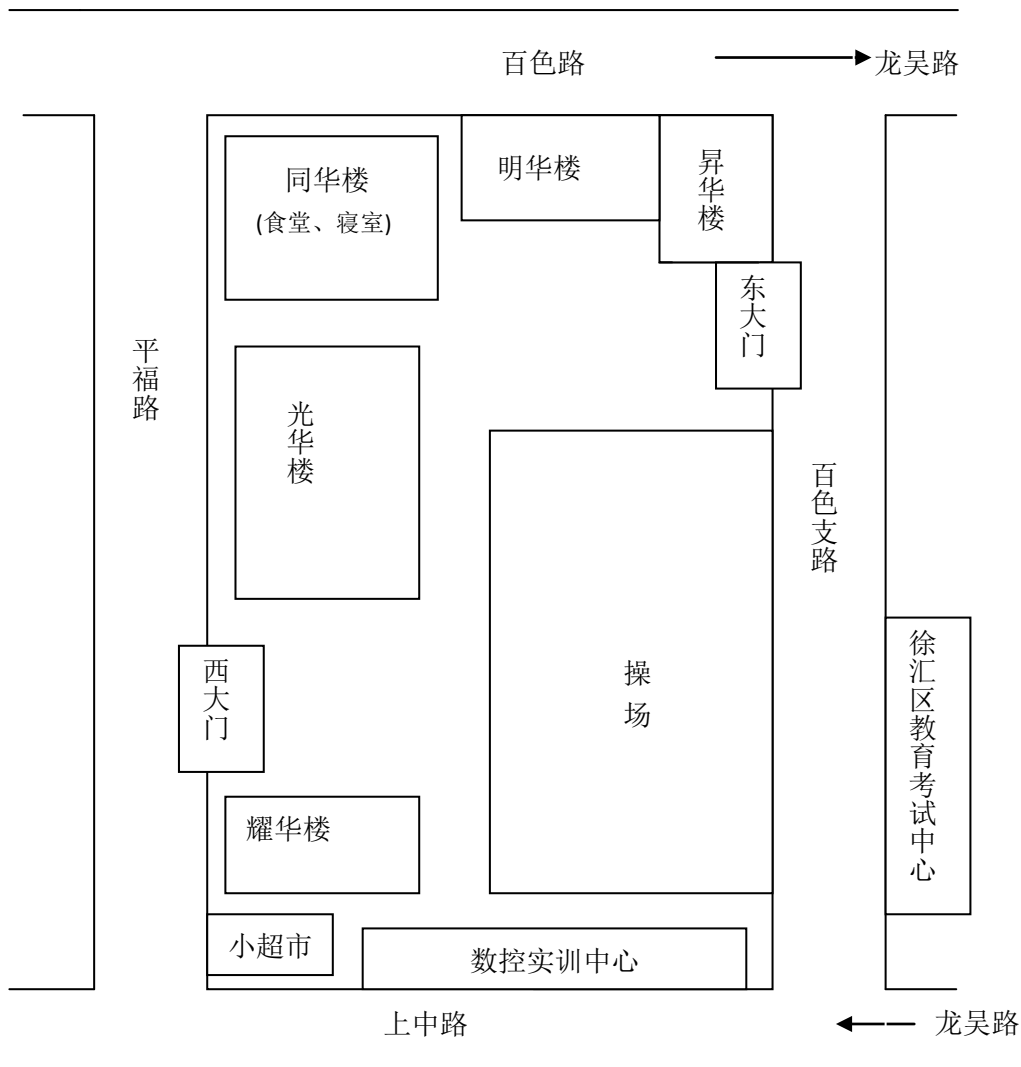 百色路
龙吴路
同华楼
(食堂、寝室)
明华楼
昇华楼
东大门
平福路
光华楼
百色支路
西大门
操场
徐汇区教育考试中心
耀华楼
小超市
数控实训中心
上中路
龙吴路